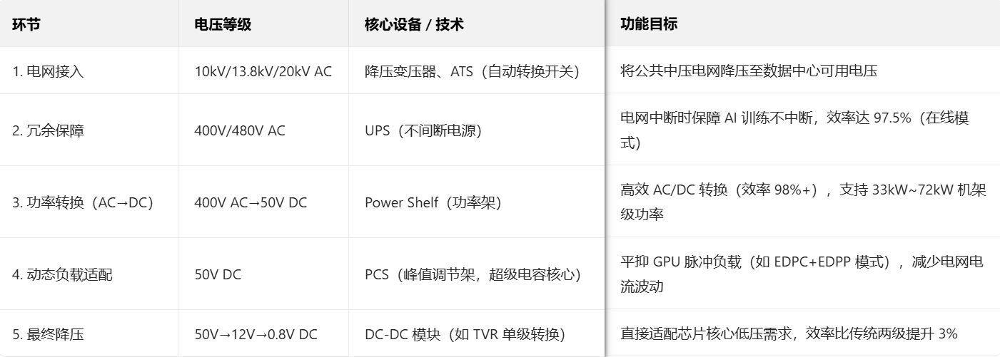 环节 电压等级 核心设备 / 技术 功能目标
1. 电网接入 10kV/13.8kV/20kV AC 降压变压器、ATS（自动转换开关） 将公共中压电网降压至数据中心可用电压
2. 冗余保障 400V/480V AC UPS（不间断电源） 电网中断时保障 AI 训练不中断，效率达 97.5%（在线模
式）
3. 功率转换（AC→DC） 400V AC→50V DC Power Shelf（功率架） 高效 AC/DC 转换（效率 98%+），支持 33kW~72kW 机架
级功率
4. 动态负载适配 50V DC PCS（峰值调节架，超级电容核心） 平抑 GPU 脉冲负载（如 EDPC+EDPP 模式），减少电网电
流波动
5. 最终降压 50V→12V→0.8V DC DC-DC 模块（如 TVR 单级转换） 直接适配芯片核心低压需求，效率比传统两级提升 3%